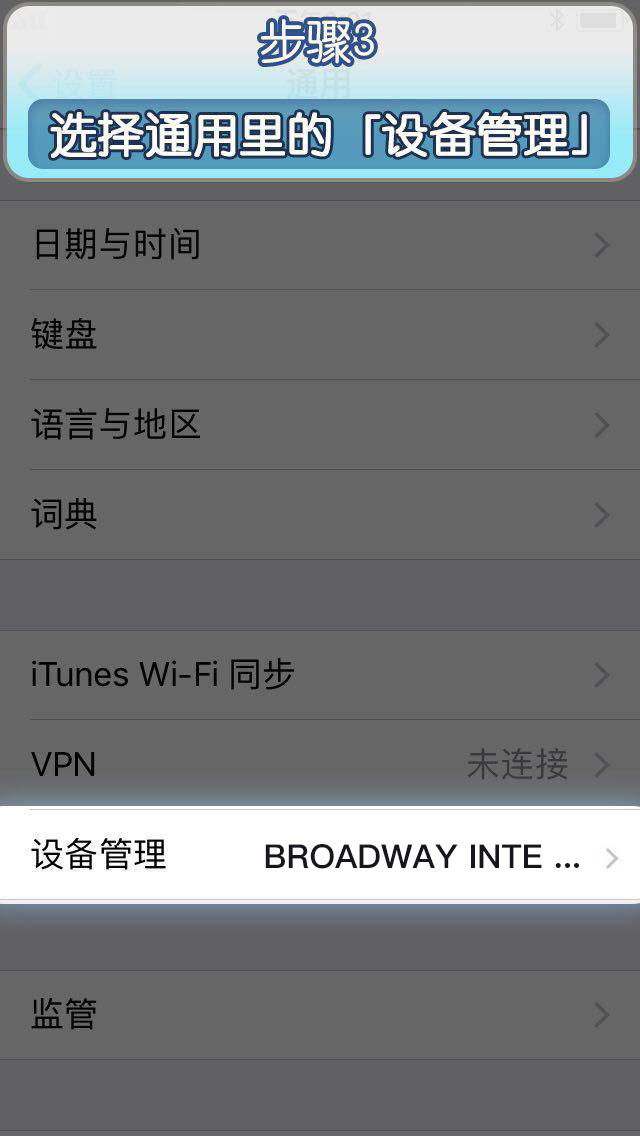 步骤3
设置
通用
选择通用里的「设备管理」
日期与时间
键盘
语言与地区
词典
iTunes Wi-Fi 同步
VPN 未连接
设备管理 BROADWAY INTE ...
监管